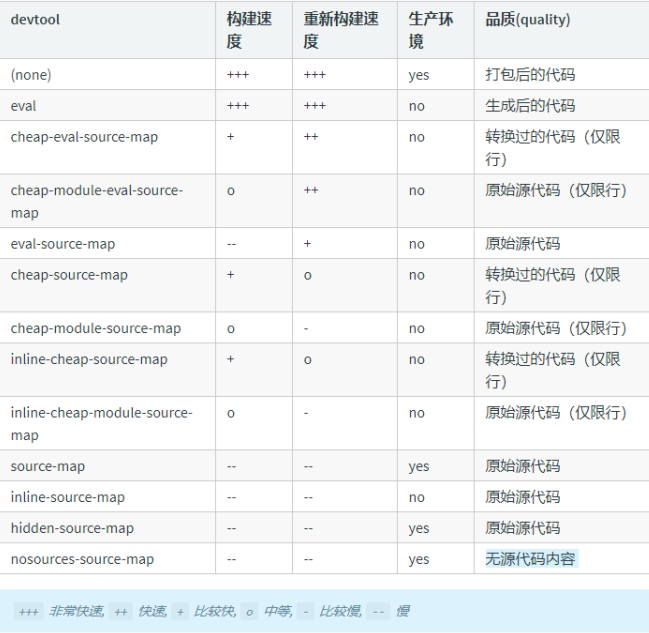 devtool 构建速度 重新构建速度 生产环境 品质(quality)
(none) +++ +++ yes 打包后的代码
eval +++ +++ no 生成后的代码
cheap-eval-source-map + ++ no 转换过的代码（仅限行）
cheap-module-eval-source-map o ++ no 原始源代码（仅限行）
eval-source-map -- + no 原始源代码
cheap-source-map + o no 转换过的代码（仅限行）
cheap-module-source-map o - no 原始源代码（仅限行）
inline-cheap-source-map + o no 转换过的代码（仅限行）
inline-cheap-module-source-map o - no 原始源代码（仅限行）
source-map -- -- yes 原始源代码
inline-source-map -- -- no 原始源代码
hidden-source-map -- -- yes 原始源代码
nosources-source-map -- -- yes 无源代码内容
+++ 非常快速, ++ 快速, + 比较快, o 中等, - 比较慢, -- 慢